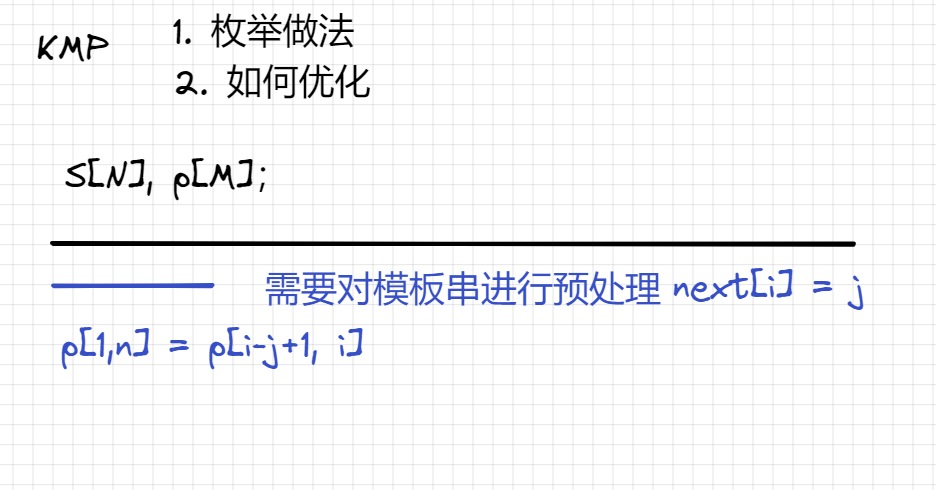 KMP 1. 枚举做法
2. 如何优化
S[N], p[M];
需要对模板串进行预处理 next[i] = j
p[1,n] = p[i-j+1, i]